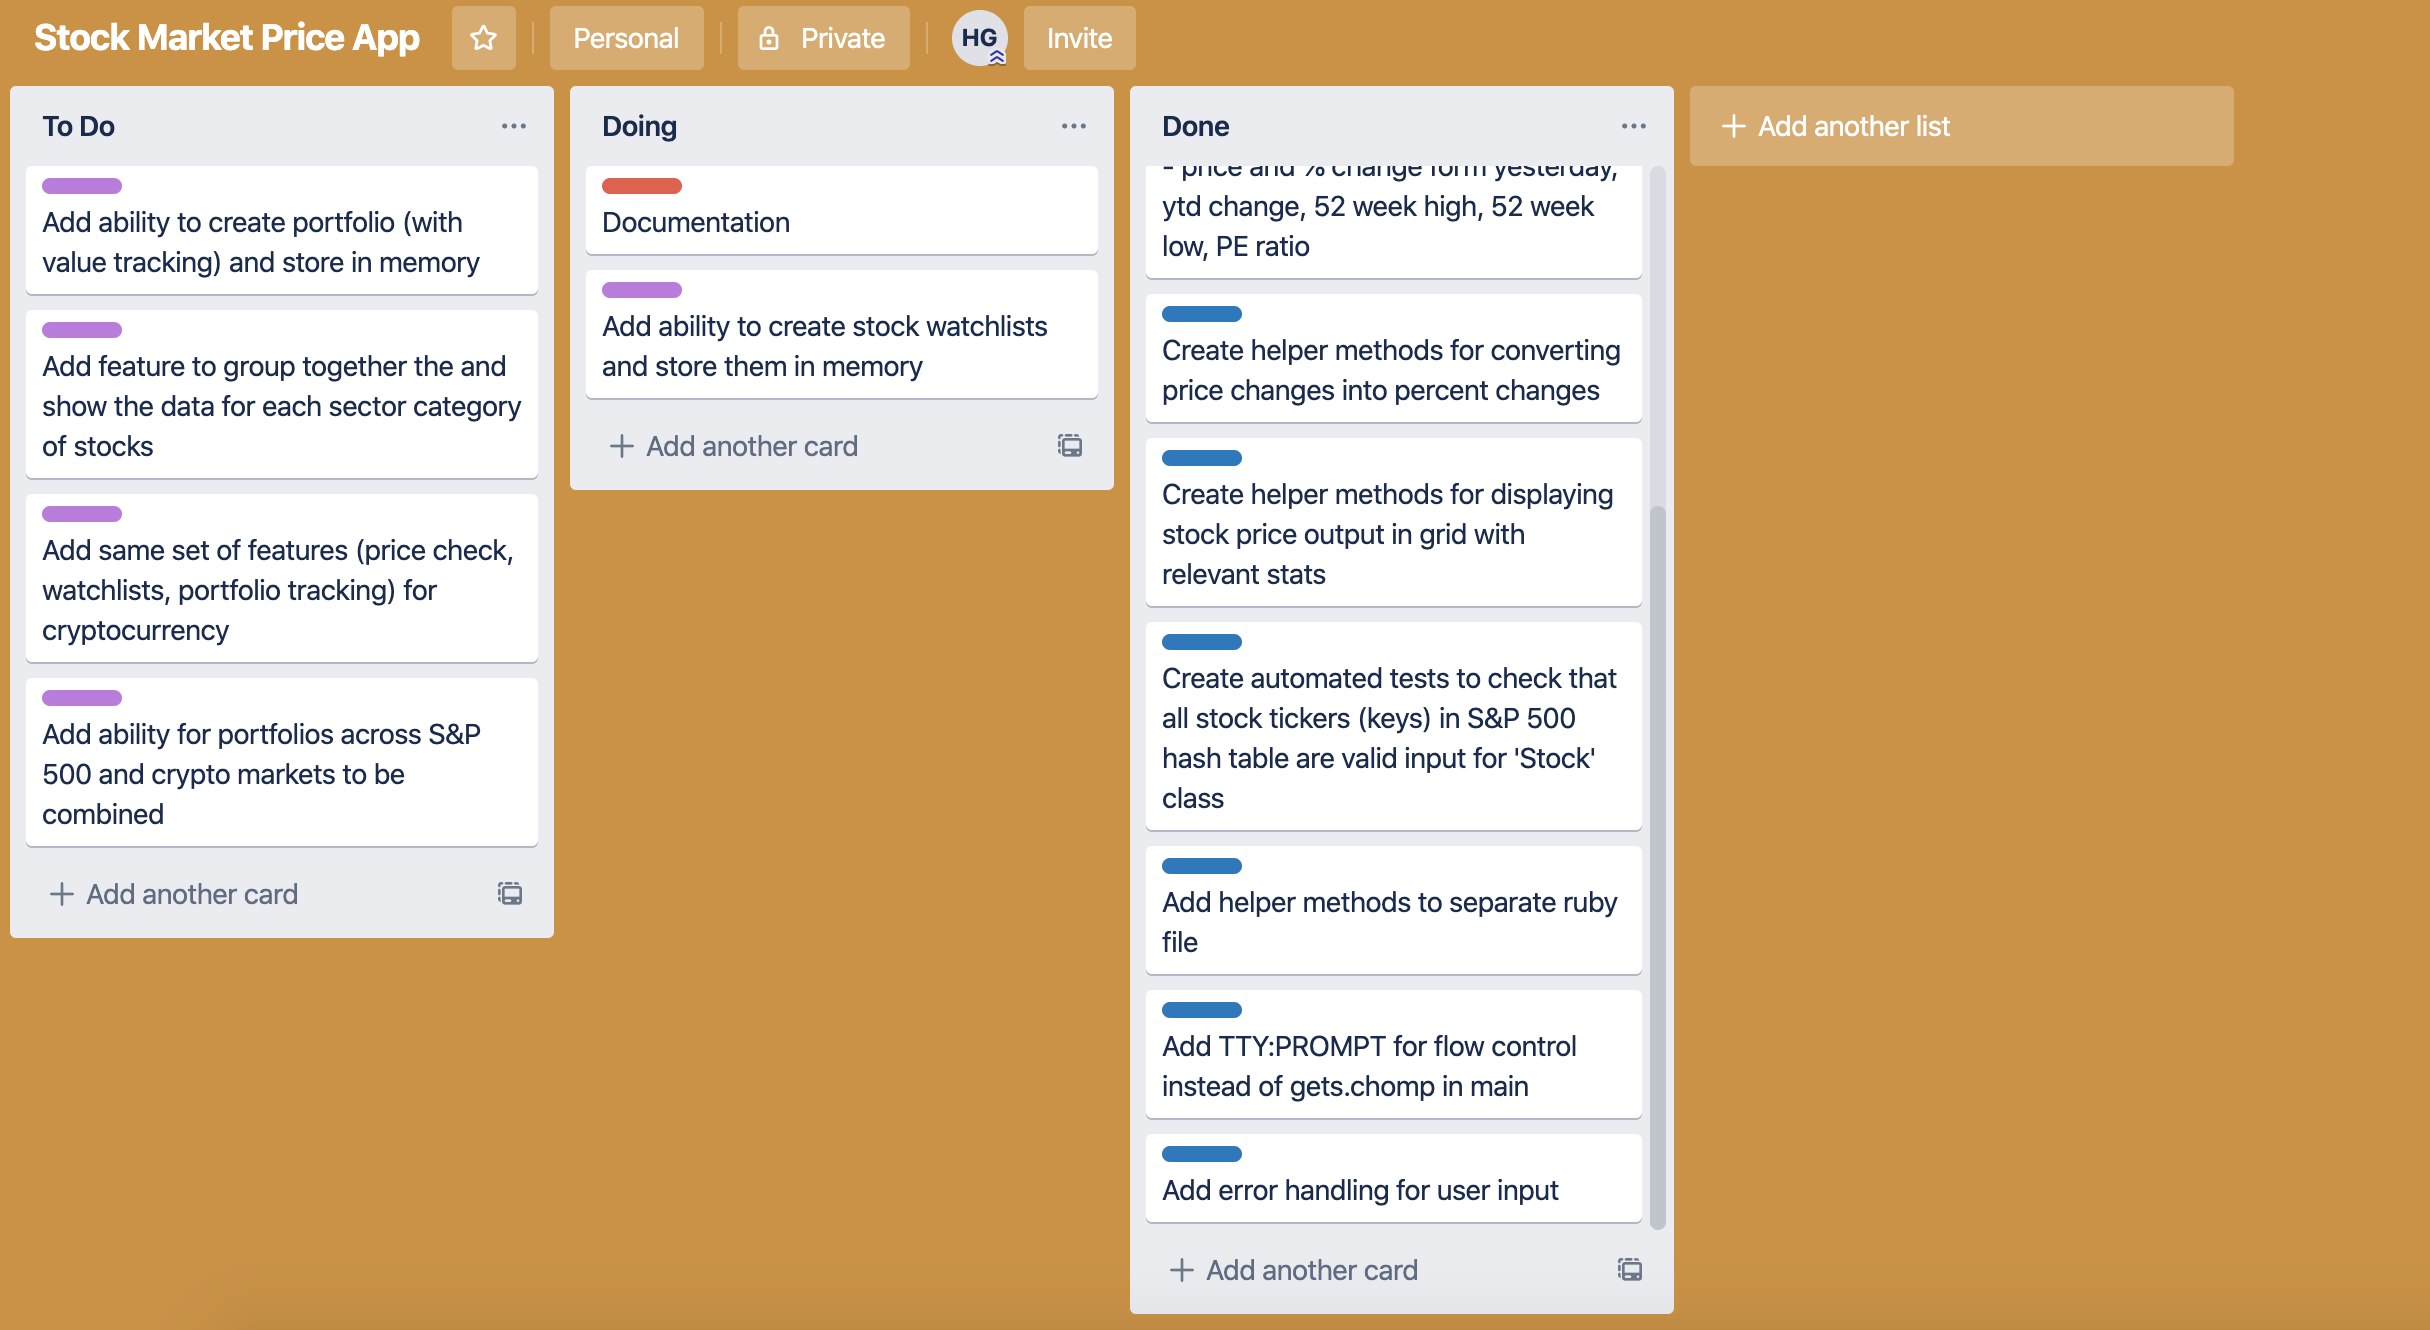 Stock Market Price App
Personal
Private
HG
Invite
To Do
Add ability to create portfolio (with
value tracking) and store in memory
Add feature to group together the and
show the data for each sector category
of stocks
Add same set of features (price check,
watchlists, portfolio tracking) for
cryptocurrency
Add ability for portfolios across S&P
500 and crypto markets to be
combined
+ Add another card
Doing
Documentation
Add ability to create stock watchlists
and store them in memory
+ Add another card
Done
- price and % change form yesterday,
ytd change, 52 week high, 52 week
low, PE ratio
Create helper methods for converting
price changes into percent changes
Create helper methods for displaying
stock price output in grid with
relevant stats
Create automated tests to check that
all stock tickers (keys) in S&P 500
hash table are valid input for 'Stock'
class
Add helper methods to separate ruby
file
Add TTY:PROMPT for flow control
instead of gets.chomp in main
Add error handling for user input
+ Add another card
+ Add another list